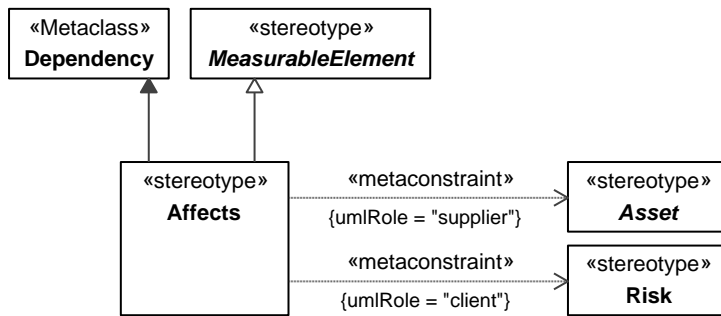 «Metaclass»
Dependency
«stereotype»
MeasurableElement
«stereotype»
Affects
«metaconstraint»
{umlRole = "supplier"}
«stereotype»
Asset
«metaconstraint»
{umlRole = "client"}
«stereotype»
Risk